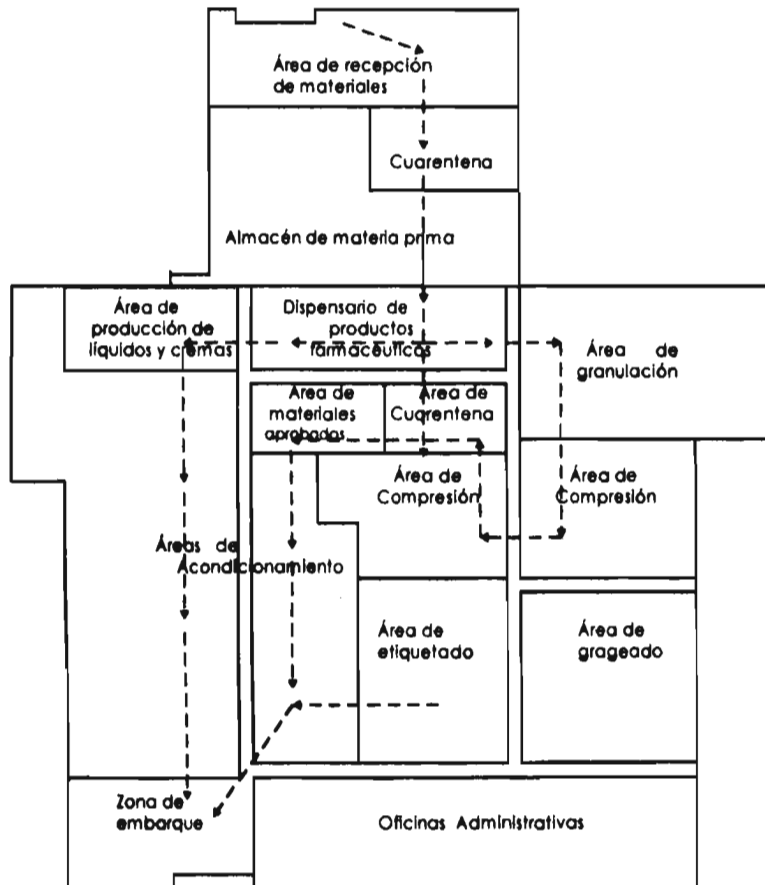 Área de recepción
de materiales
Cuarentena
Almacén de materia prima
Área de
producción de
líquidos y cremas
Dispensario de
productos
farmacéuticos
Área de
granulación
Área de
materiales
aprobados
Área de
Cuarentena
Área de
Compresión
Área de
Compresión
Áreas de
Acondicionamiento
Área de
etiquetado
Área de
grageado
Zona de
embarque
Oficinas Administrativas